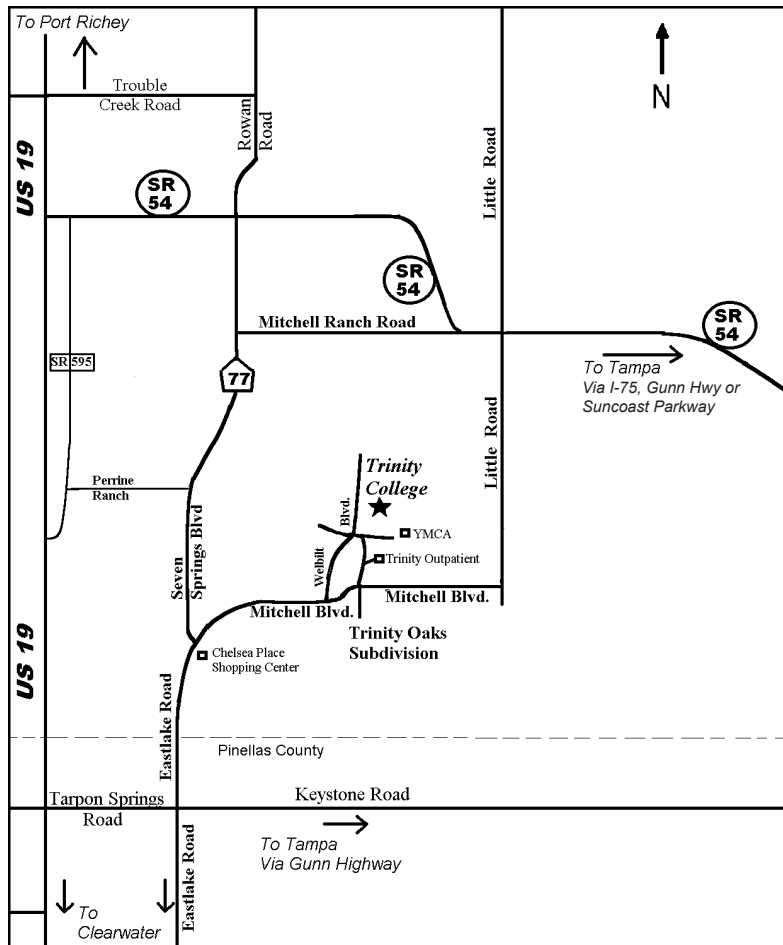 To Port Richey
Trouble
Creek Road
Rowan
Road
N
US 19
SR
54
Little Road
SR
54
Mitchell Ranch Road
SR
54
SR 595
77
To Tampa
Via I-75, Gunn Hwy or
Suncoast Parkway
Little Road
Trinity
College
Perrine
Ranch
Seven
Springs Blvd
Blvd.
Welbilt
YMCA
Trinity Outpatient
Mitchell Blvd.
Mitchell Blvd.
Trinity Oaks
Subdivision
US 19
Chelsea Place
Shopping Center
Eastlake Road
Pinellas County
Tarpon Springs
Road
Keystone Road
To Tampa
Via Gunn Highway
Eastlake Road
To
Clearwater